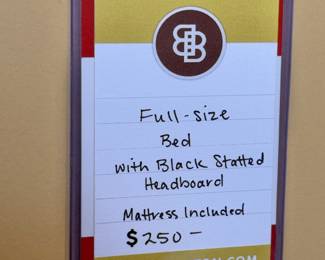 Full-size
Bed
with Black Statted
Headboard
Mattress Included
$250-